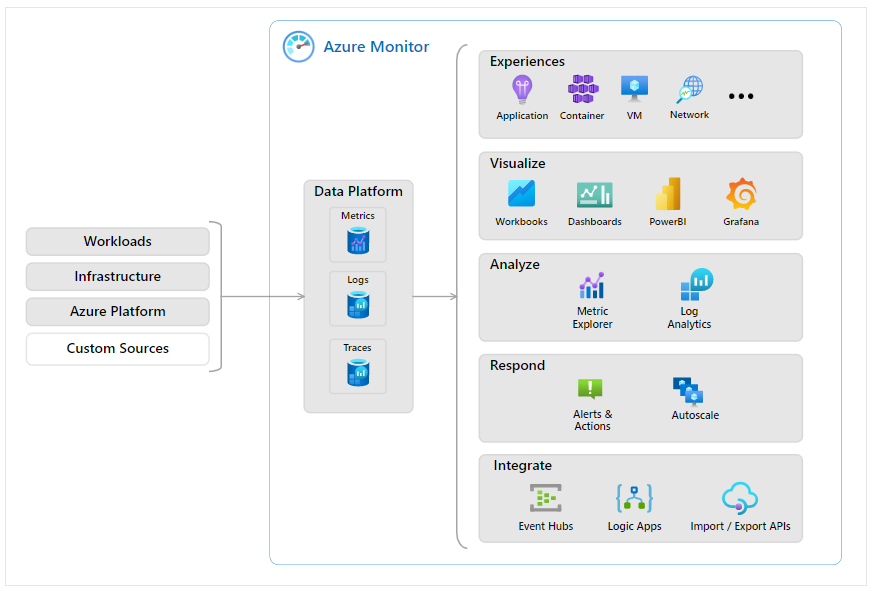 Azure Monitor
Workloads
Infrastructure
Azure Platform
Custom Sources
Data Platform
Metrics
Logs
Traces
Experiences
Application
Container
VM
Network
Visualize
Workbooks
Dashboards
PowerBI
Grafana
Analyze
Metric
Explorer
Log
Analytics
Respond
Alerts &
Actions
Autoscale
Integrate
Event Hubs
Logic Apps
Import / Export APIs